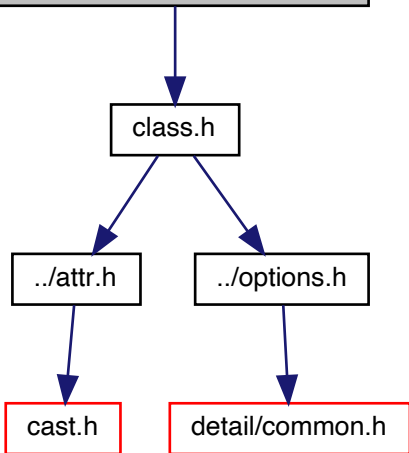 class.h
../attr.h
../options.h
cast.h
detail/common.h